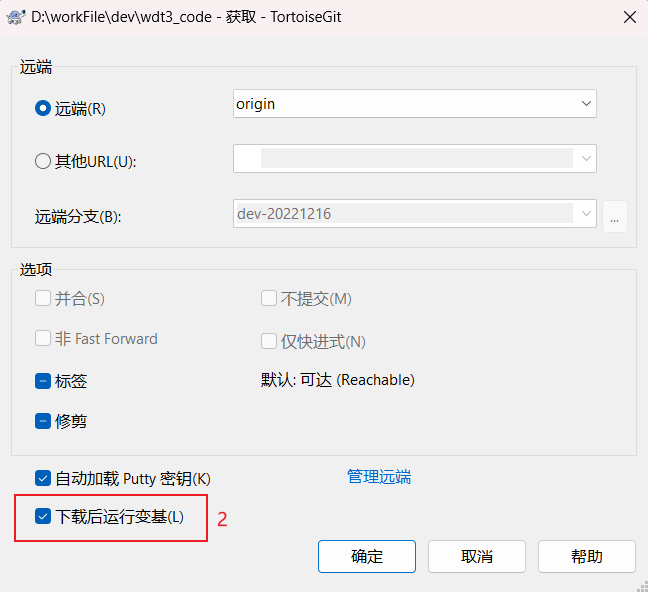 D:\workFile\dev\wdt3_code - 获取 - TortoiseGit
远端
远端(R)
origin
其他URL(U):
远端分支(B):
dev-20221216
...
选项
并合(S)
不提交(M)
非 Fast Forward
仅快进式(N)
标签
默认: 可达 (Reachable)
修剪
自动加载 Putty 密钥(K)
管理远端
下载后运行变基(L)
2
确定
取消
帮助